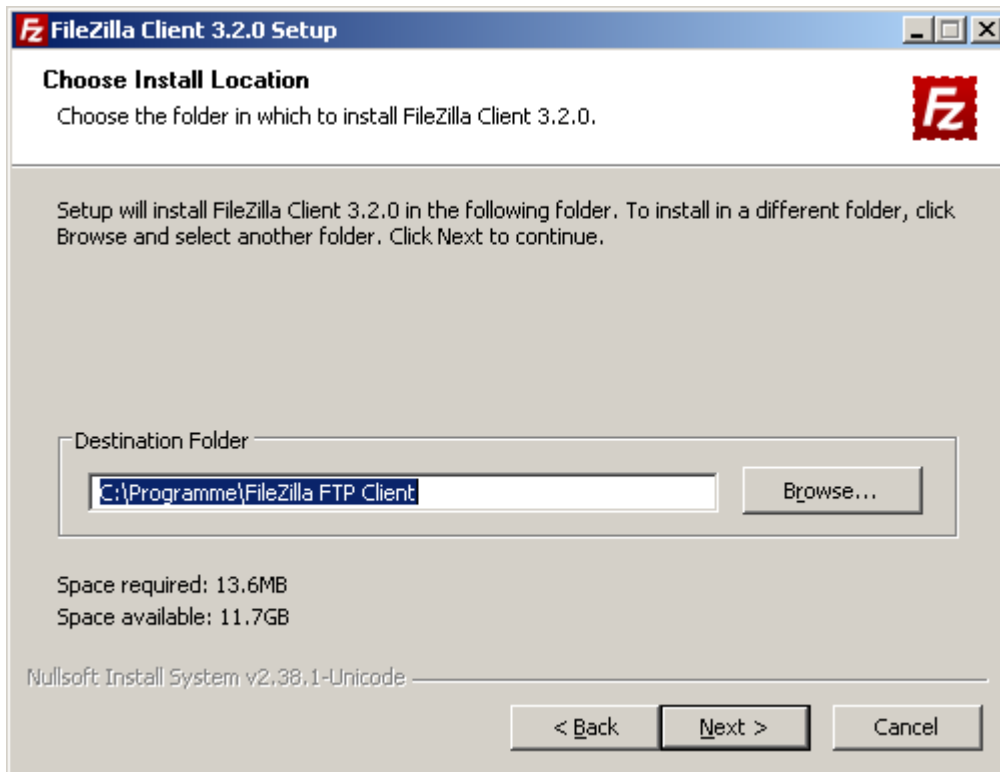 FileZilla Client 3.2.0 Setup
Choose Install Location
Choose the folder in which to install FileZilla Client 3.2.0.
Fz
Setup will install FileZilla Client 3.2.0 in the following folder. To install in a different folder, click
Browse and select another folder. Click Next to continue.
Destination Folder
C:\Programme\FileZilla FTP Client
Browse...
Space required: 13.6MB
Space available: 11.7GB
Nullsoft Install System v2.38.1-Unicode
< Back Next > Cancel